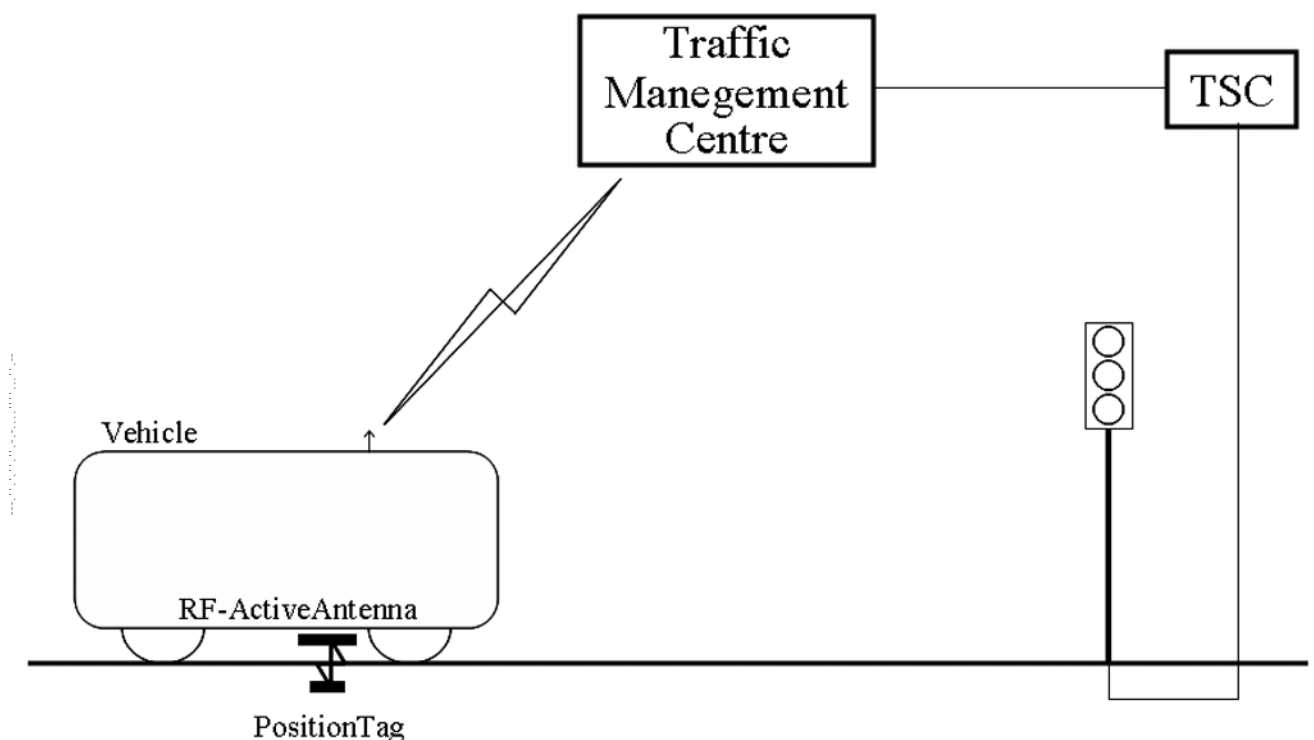 Traffic
Manegement
Centre
TSC
Vehicle
RF-ActiveAntenna
PositionTag